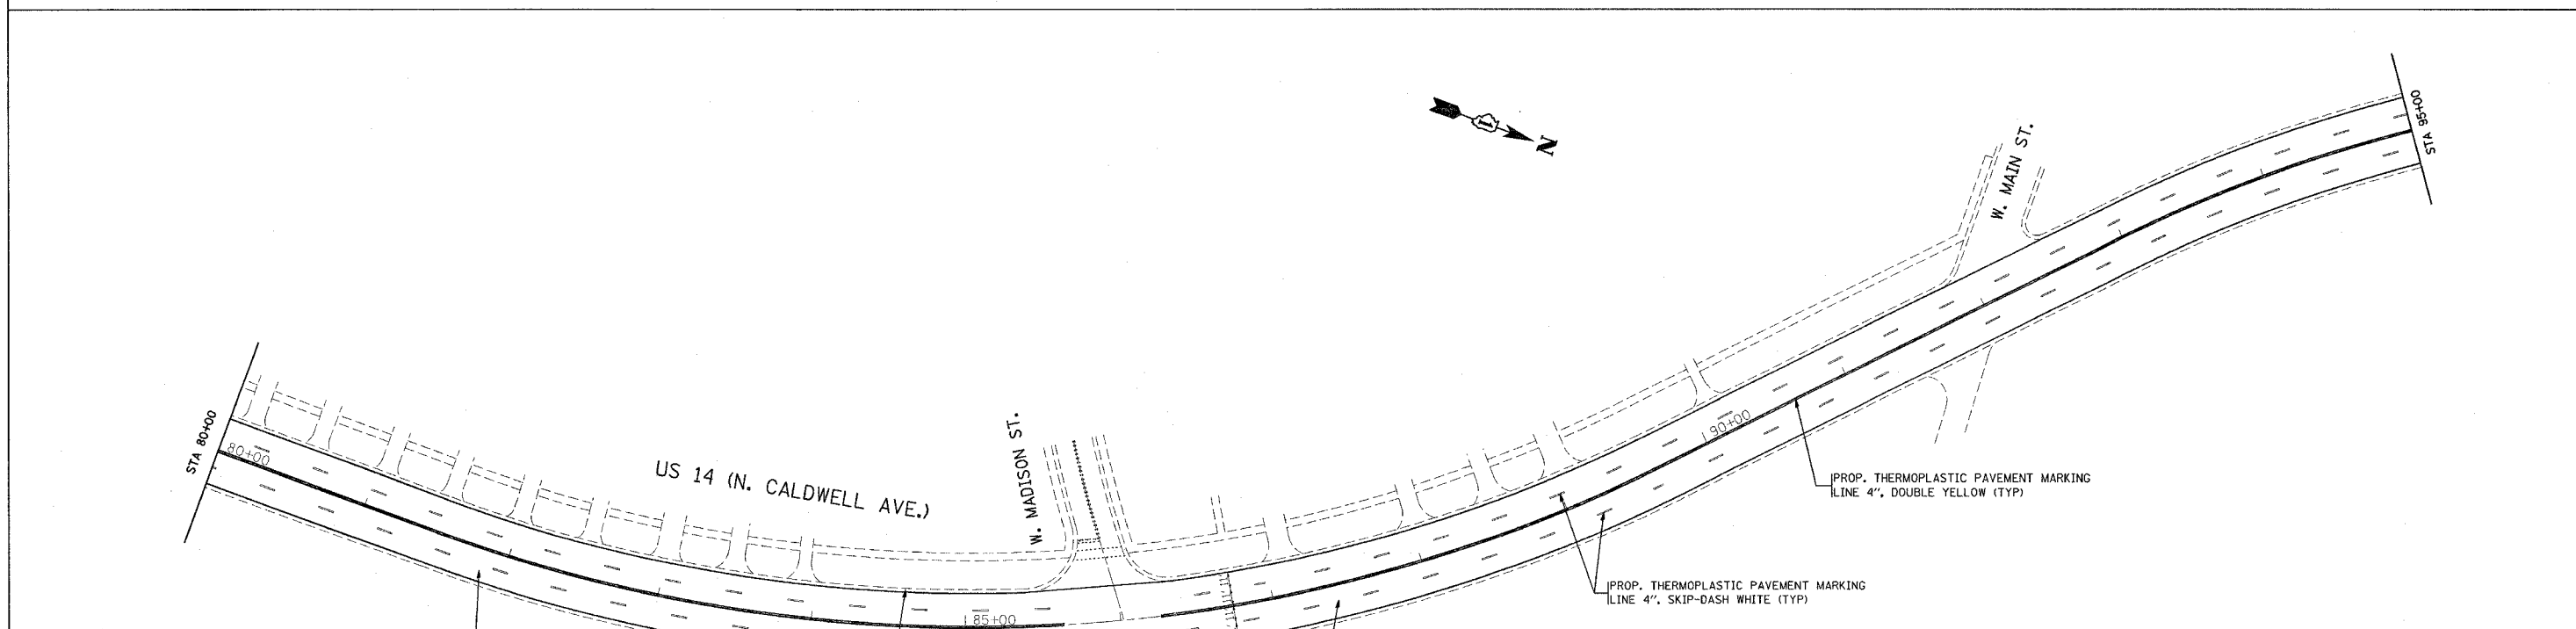 N
1
STA 95+00
W. MAIN ST.
STA 80+00
80+00
US 14 (N. CALDWELL AVE.)
W. MADISON ST.
90+00
PROP. THERMOPLASTIC PAVEMENT MARKING
LINE 4", DOUBLE YELLOW (TYP)
PROP. THERMOPLASTIC PAVEMENT MARKING
LINE 4", SKIP-DASH WHITE (TYP)
85+00